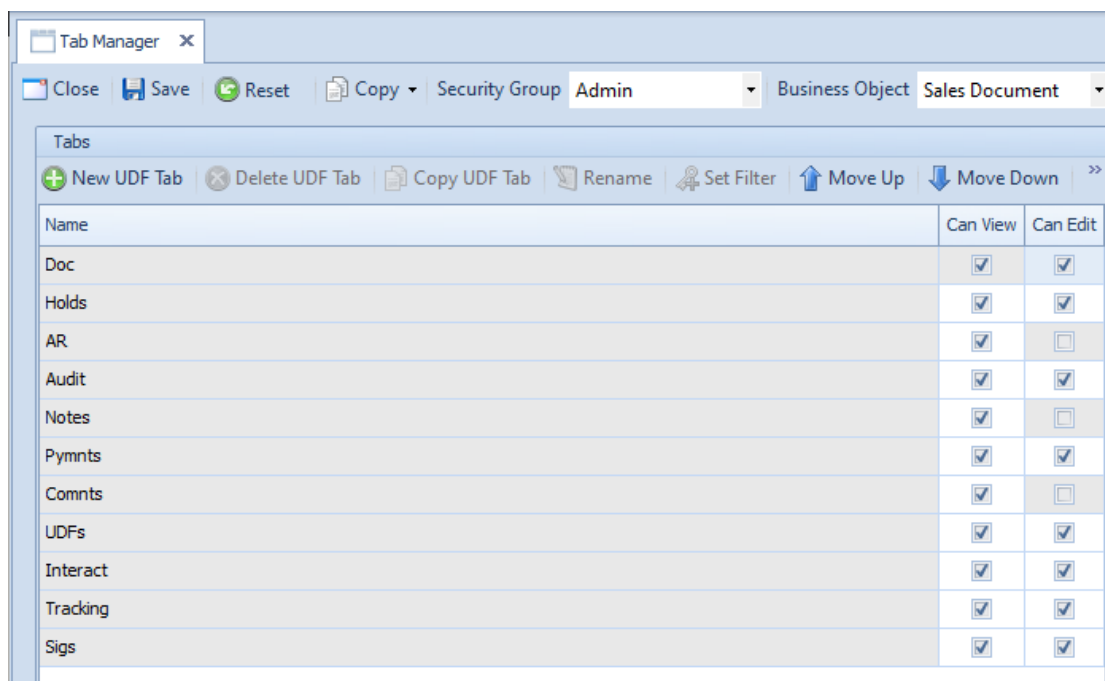 Tab Manager
Close Save Reset Copy Security Group Admin Business Object Sales Document
Tabs
New UDF Tab Delete UDF Tab Copy UDF Tab Rename Set Filter Move Up Move Down »
Name Can View Can Edit
Doc
Holds
AR
Audit
Notes
Pymnts
Comnts
UDFs
Interact
Tracking
Sigs